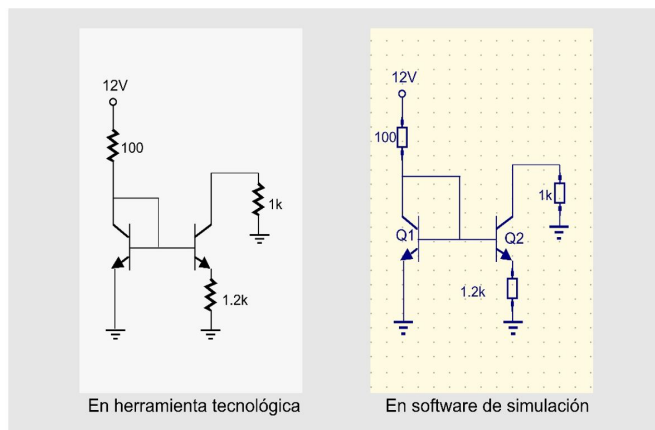 12V
100
1k
1.2k
En herramienta tecnológica
12V
100
1k
Q1
Q2
1.2k
En software de simulación